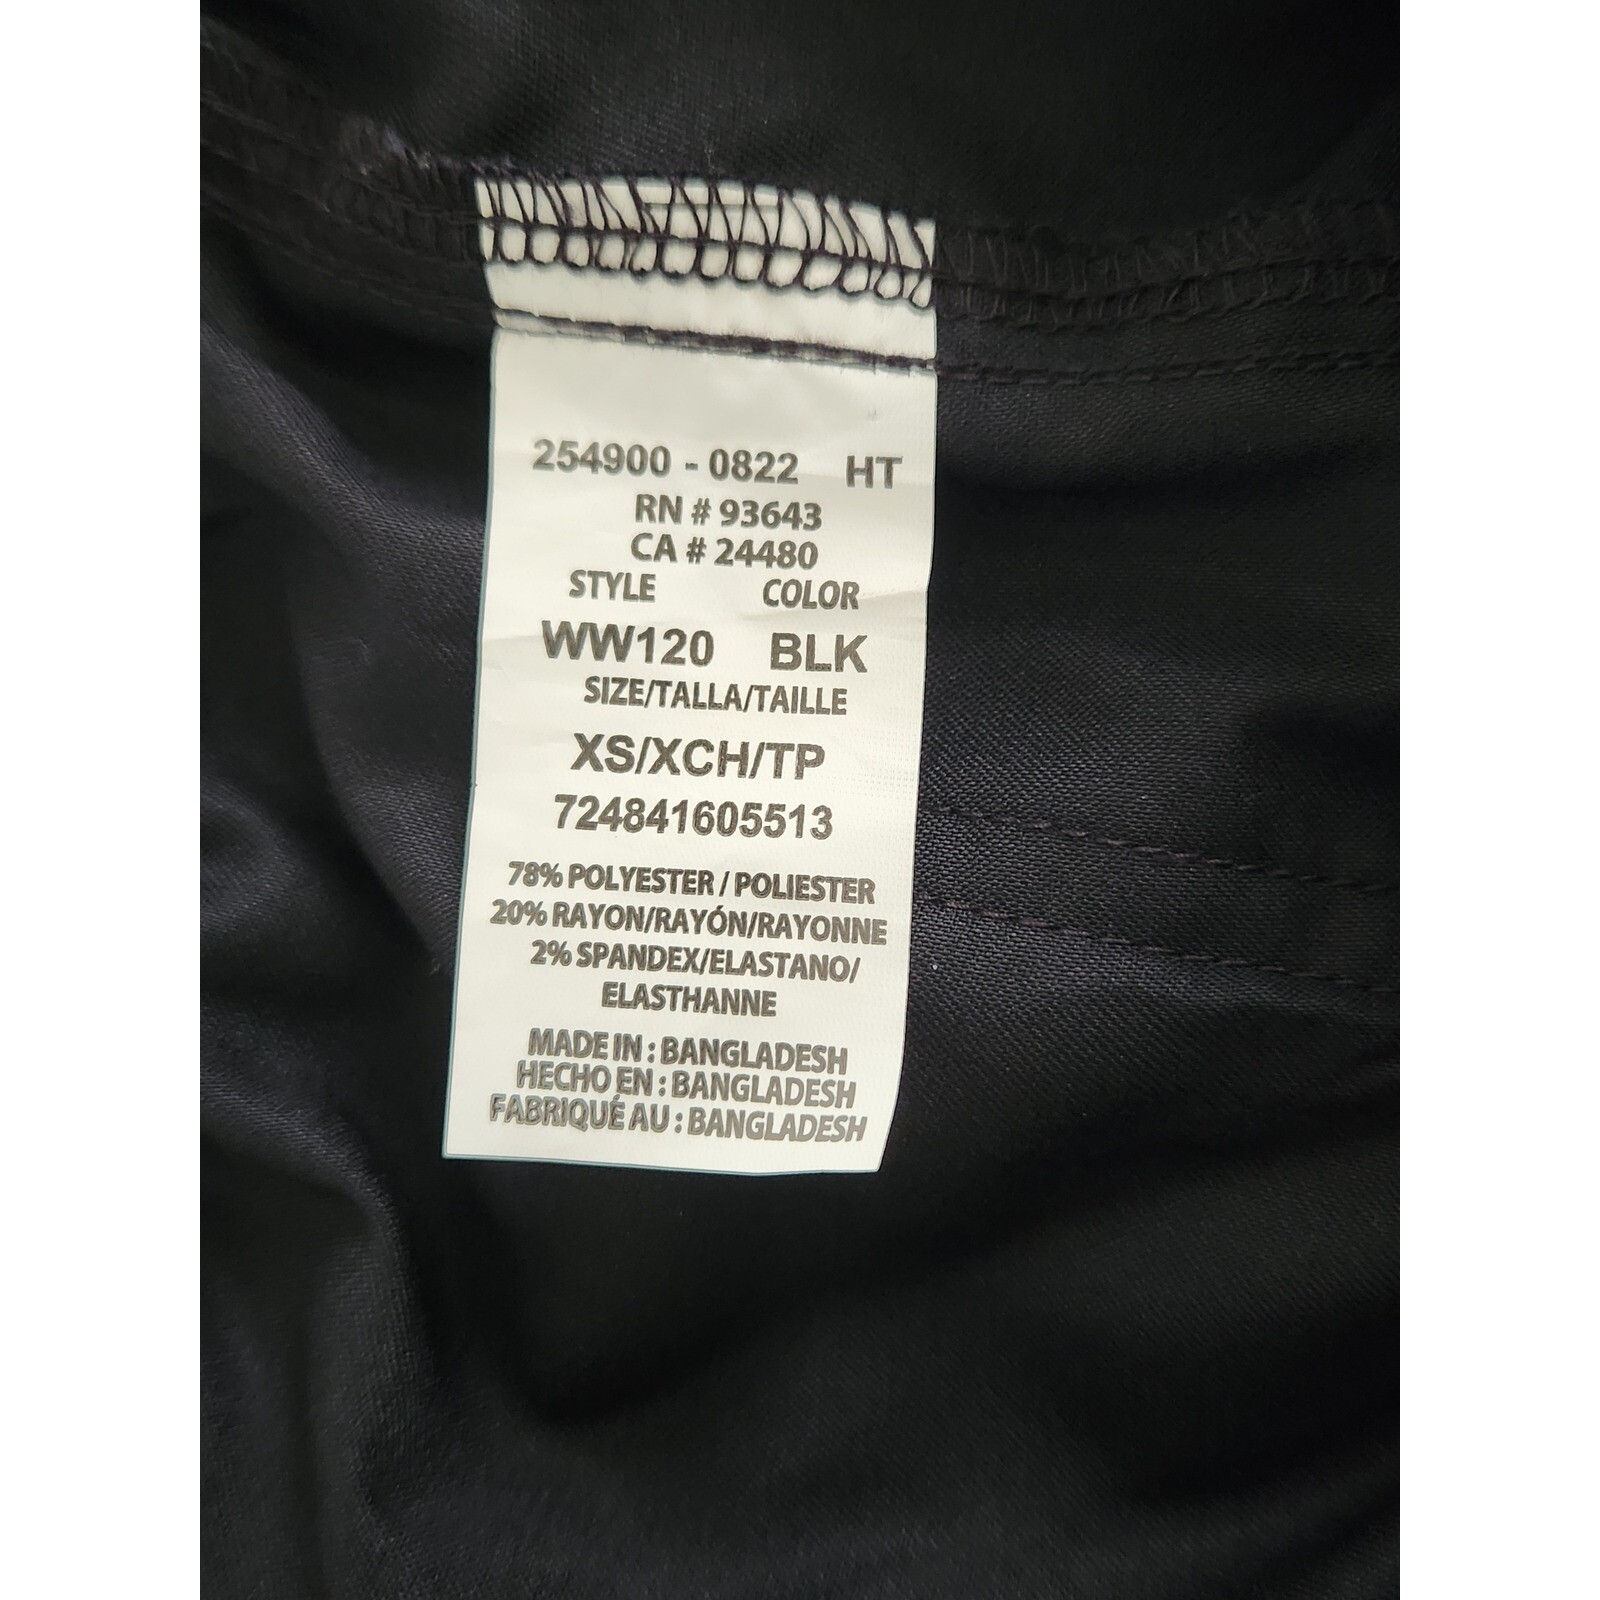 254900 - 0822 HT
RN # 93643
CA # 24480
STYLE COLOR
WW120 BLK
SIZE/TALLA/TAILLE
XS/XCH/TP
724841605513
78% POLYESTER / POLIESTER
20% RAYON/RAYÓN/RAYONNE
2% SPANDEX/ELASTANO/
ELASTHANNE
MADE IN : BANGLADESH
HECHO EN : BANGLADESH
FABRIQUÉ AU : BANGLADESH